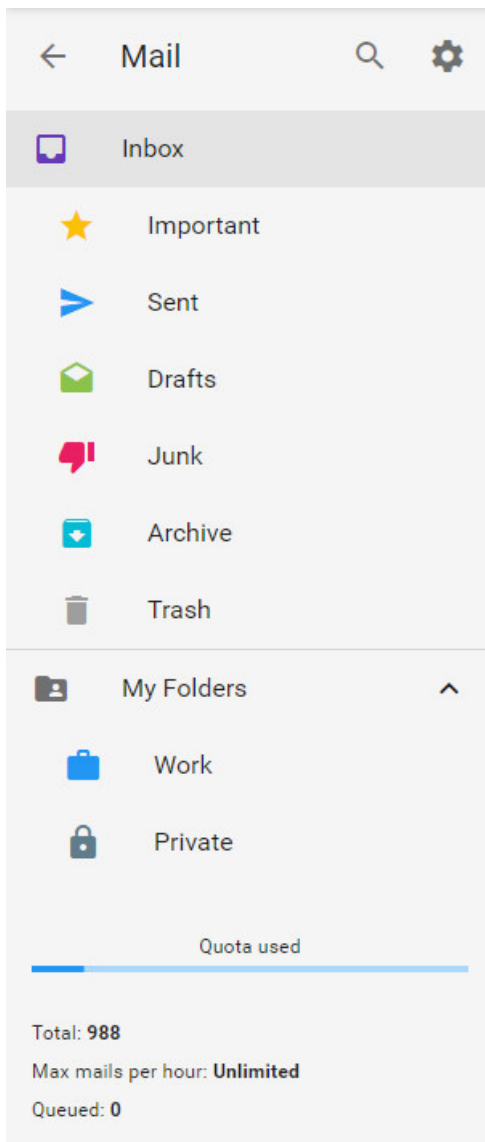 Mail
Inbox
Important
Sent
Drafts
Junk
Archive
Trash
My Folders
Work
Private
Quota used
Total: 988
Max mails per hour: Unlimited
Queued: 0